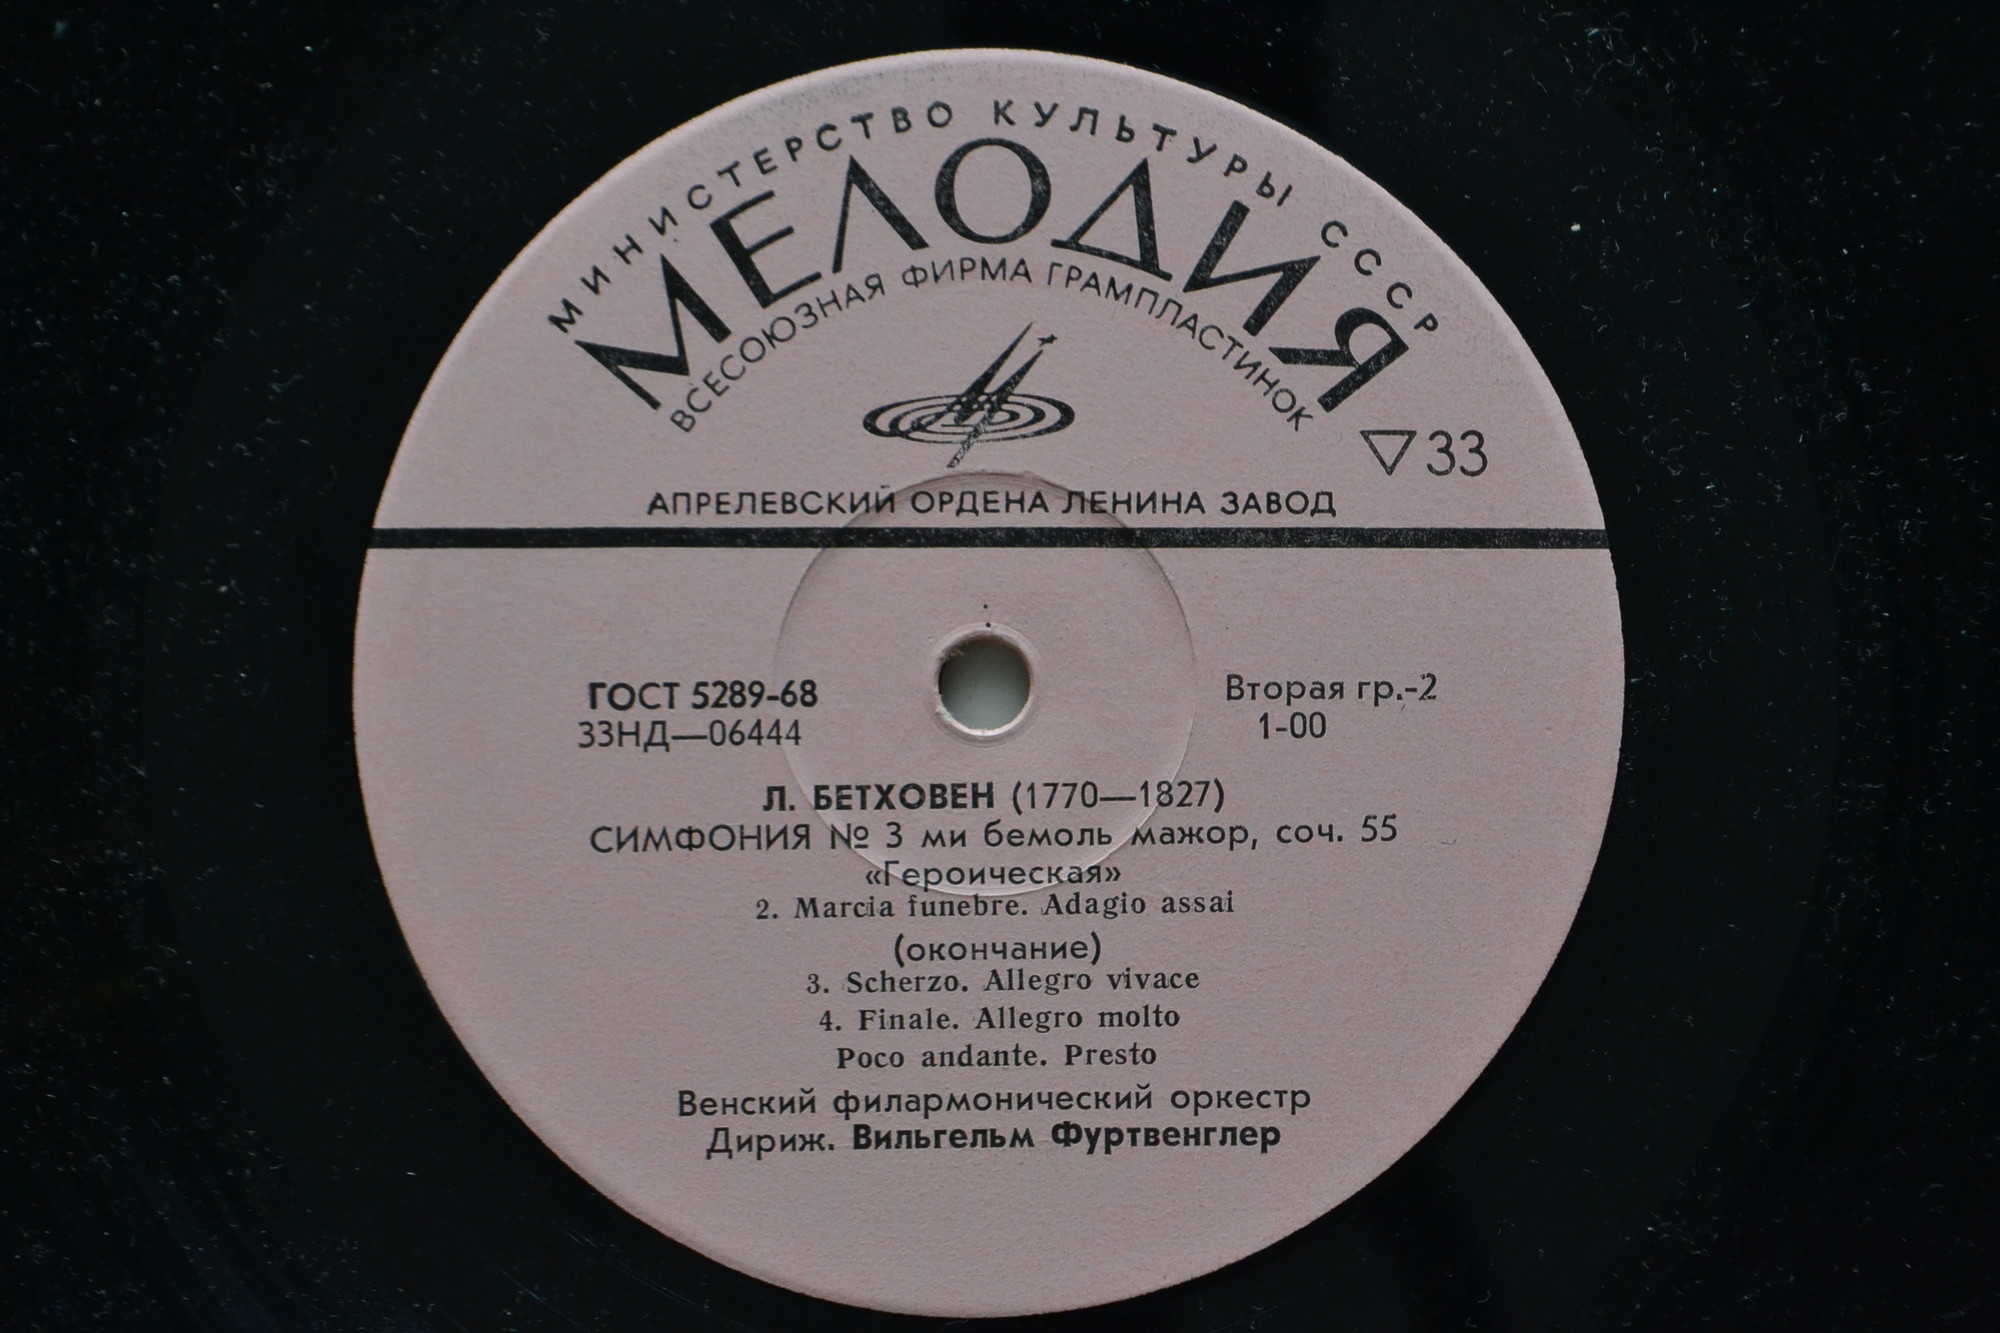 МИНИСТЕРСТВО КУЛЬТУРЫ СССР
МЕЛОДИЯ
ВСЕСОЮЗНАЯ ФИРМА ГРАМПЛАСТИНОК
▽33
АПРЕЛЕВСКИЙ ОРДЕНА ЛЕНИНА ЗАВОД
ГОСТ 5289-68
33НД—06444
Вторая гр.-2
1-00
Л. БЕТХОВЕН (1770—1827)
СИМФОНИЯ № 3 ми бемоль мажор, соч. 55
«Героическая»
2. Marcia funebre. Adagio assai
(окончание)
3. Scherzo. Allegro vivace
4. Finale. Allegro molto
Poco andante. Presto
Венский филармонический оркестр
Дириж. Вильгельм Фуртвенглер